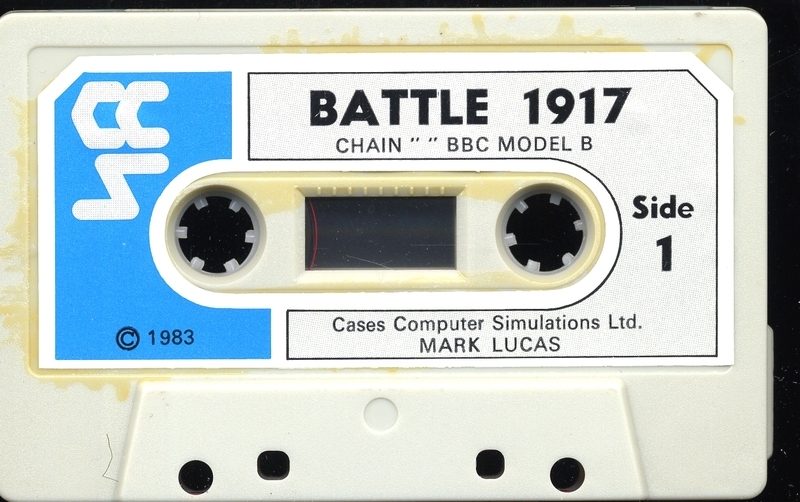 BATTLE 1917
CHAIN " " BBC MODEL B
Side
1
© 1983
Cases Computer Simulations Ltd.
MARK LUCAS